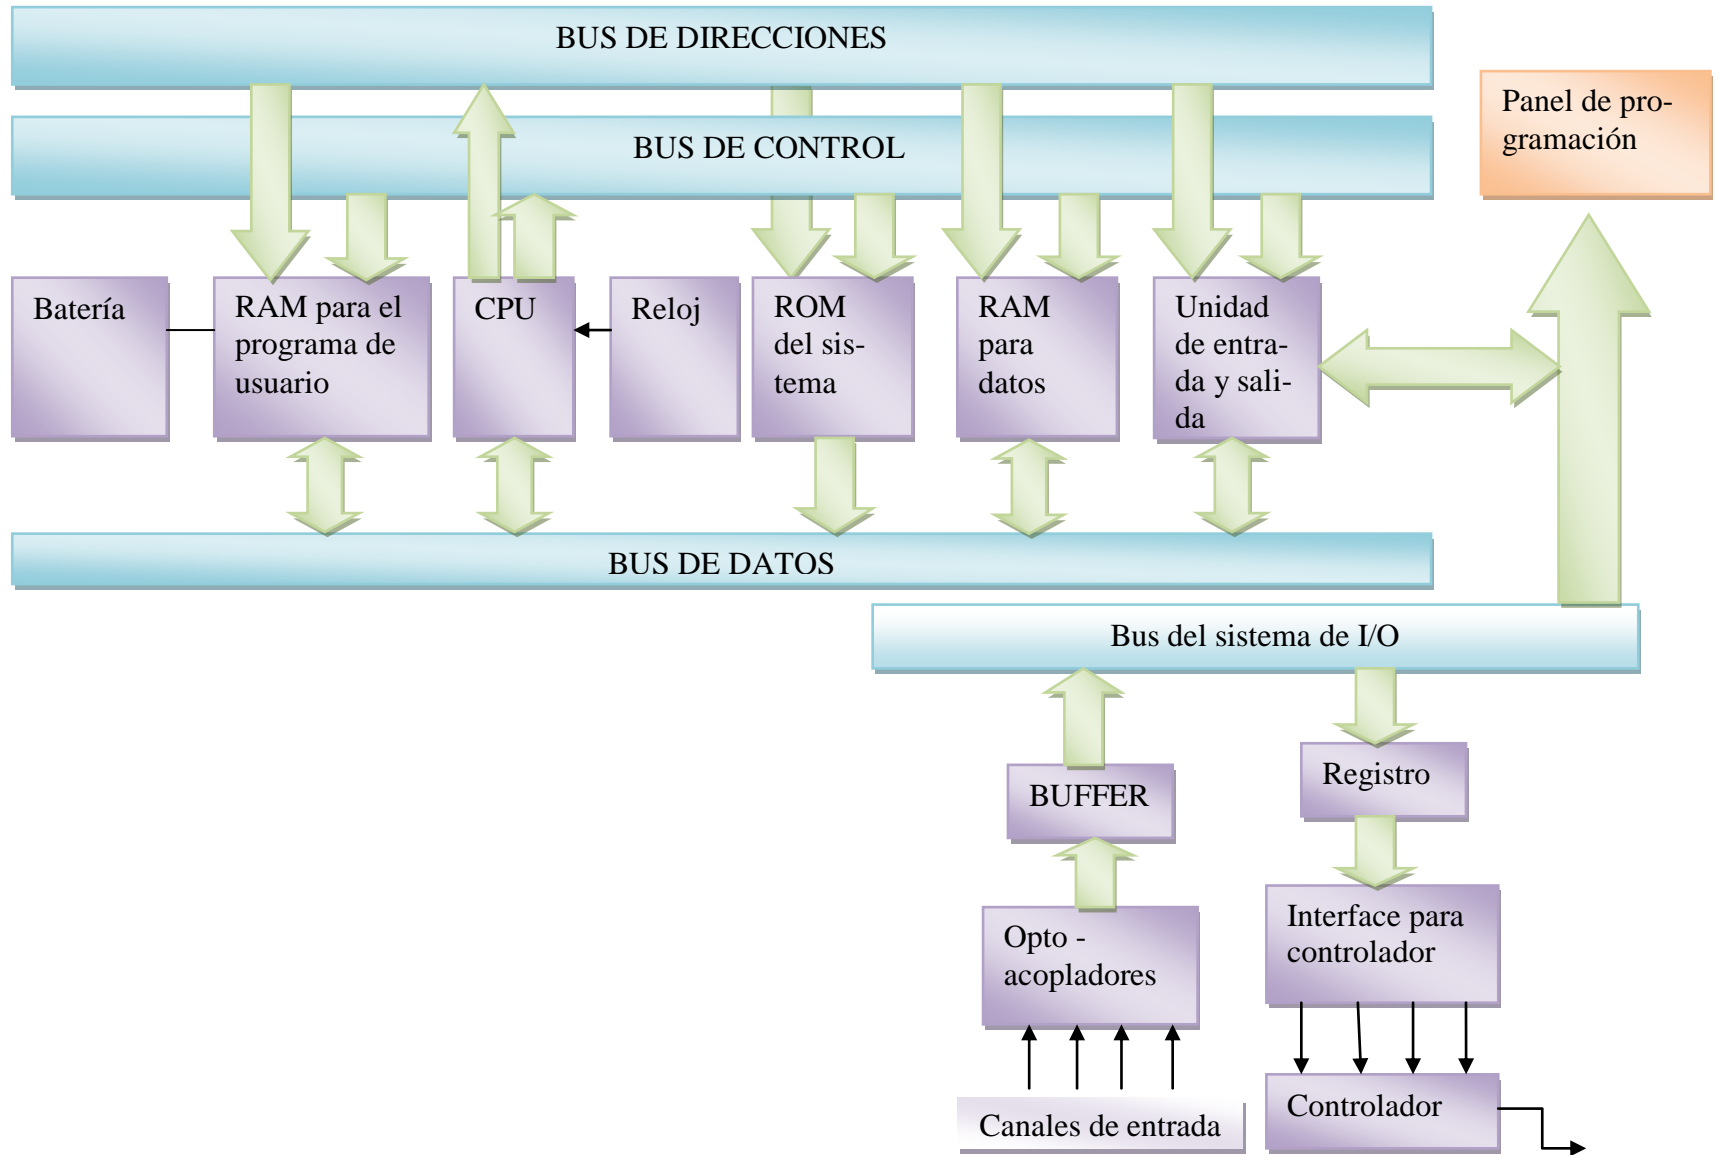 BUS DE DIRECCIONES
Panel de pro-
gramación
BUS DE CONTROL
Batería
RAM para el
programa de
usuario
CPU
Reloj
ROM
del sis-
tema
RAM
para
datos
Unidad
de entra-
da y sali-
da
BUS DE DATOS
Bus del sistema de I/O
BUFFER
Registro
Opto -
acopladores
Interface para
controlador
Canales de entrada
Controlador